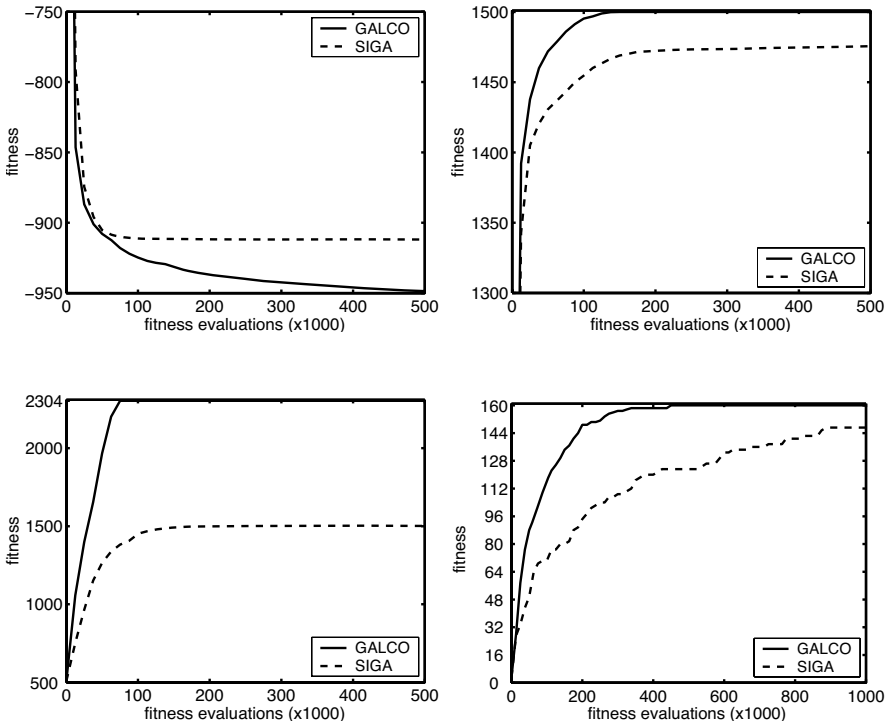 −750
−800
−850
−900
−950
fitness
0 100 200 300 400 500
fitness evaluations (x1000)
GALCO
SIGA
1500
1450
1400
1350
1300
fitness
0 100 200 300 400 500
fitness evaluations (x1000)
GALCO
SIGA
2304
2000
1500
1000
500
fitness
0 100 200 300 400 500
fitness evaluations (x1000)
GALCO
SIGA
160
144
128
112
96
80
64
48
32
16
0
fitness
0 200 400 600 800 1000
fitness evaluations (x1000)
GALCO
SIGA